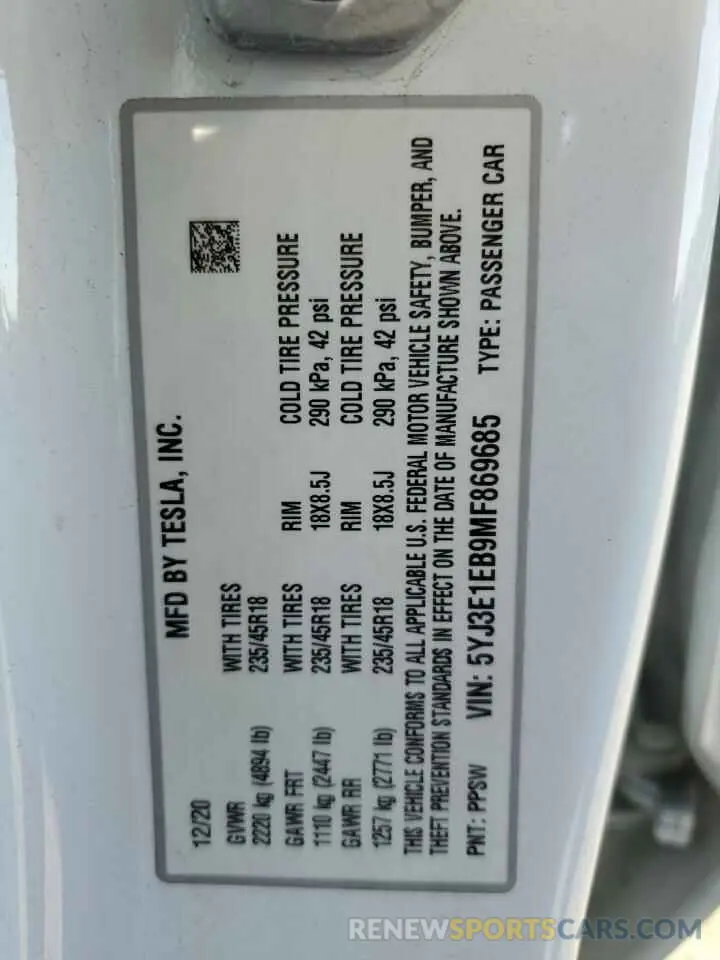 MFD BY TESLA, INC.
12/20
GVWR WITH TIRES
2220 kg (4894 lb) 235/45R18
GAWR FRT WITH TIRES RIM COLD TIRE PRESSURE
1110 kg (2447 lb) 235/45R18 18X8.5J 290 kPa, 42 psi
GAWR RR WITH TIRES RIM COLD TIRE PRESSURE
1257 kg (2771 lb) 235/45R18 18X8.5J 290 kPa, 42 psi
THIS VEHICLE CONFORMS TO ALL APPLICABLE U.S. FEDERAL MOTOR VEHICLE SAFETY, BUMPER, AND
THEFT PREVENTION STANDARDS IN EFFECT ON THE DATE OF MANUFACTURE SHOWN ABOVE.
PNT: PPSW VIN: 5YJ3E1EB9MF869685 TYPE: PASSENGER CAR
RENEWSPORTSCARS.COM